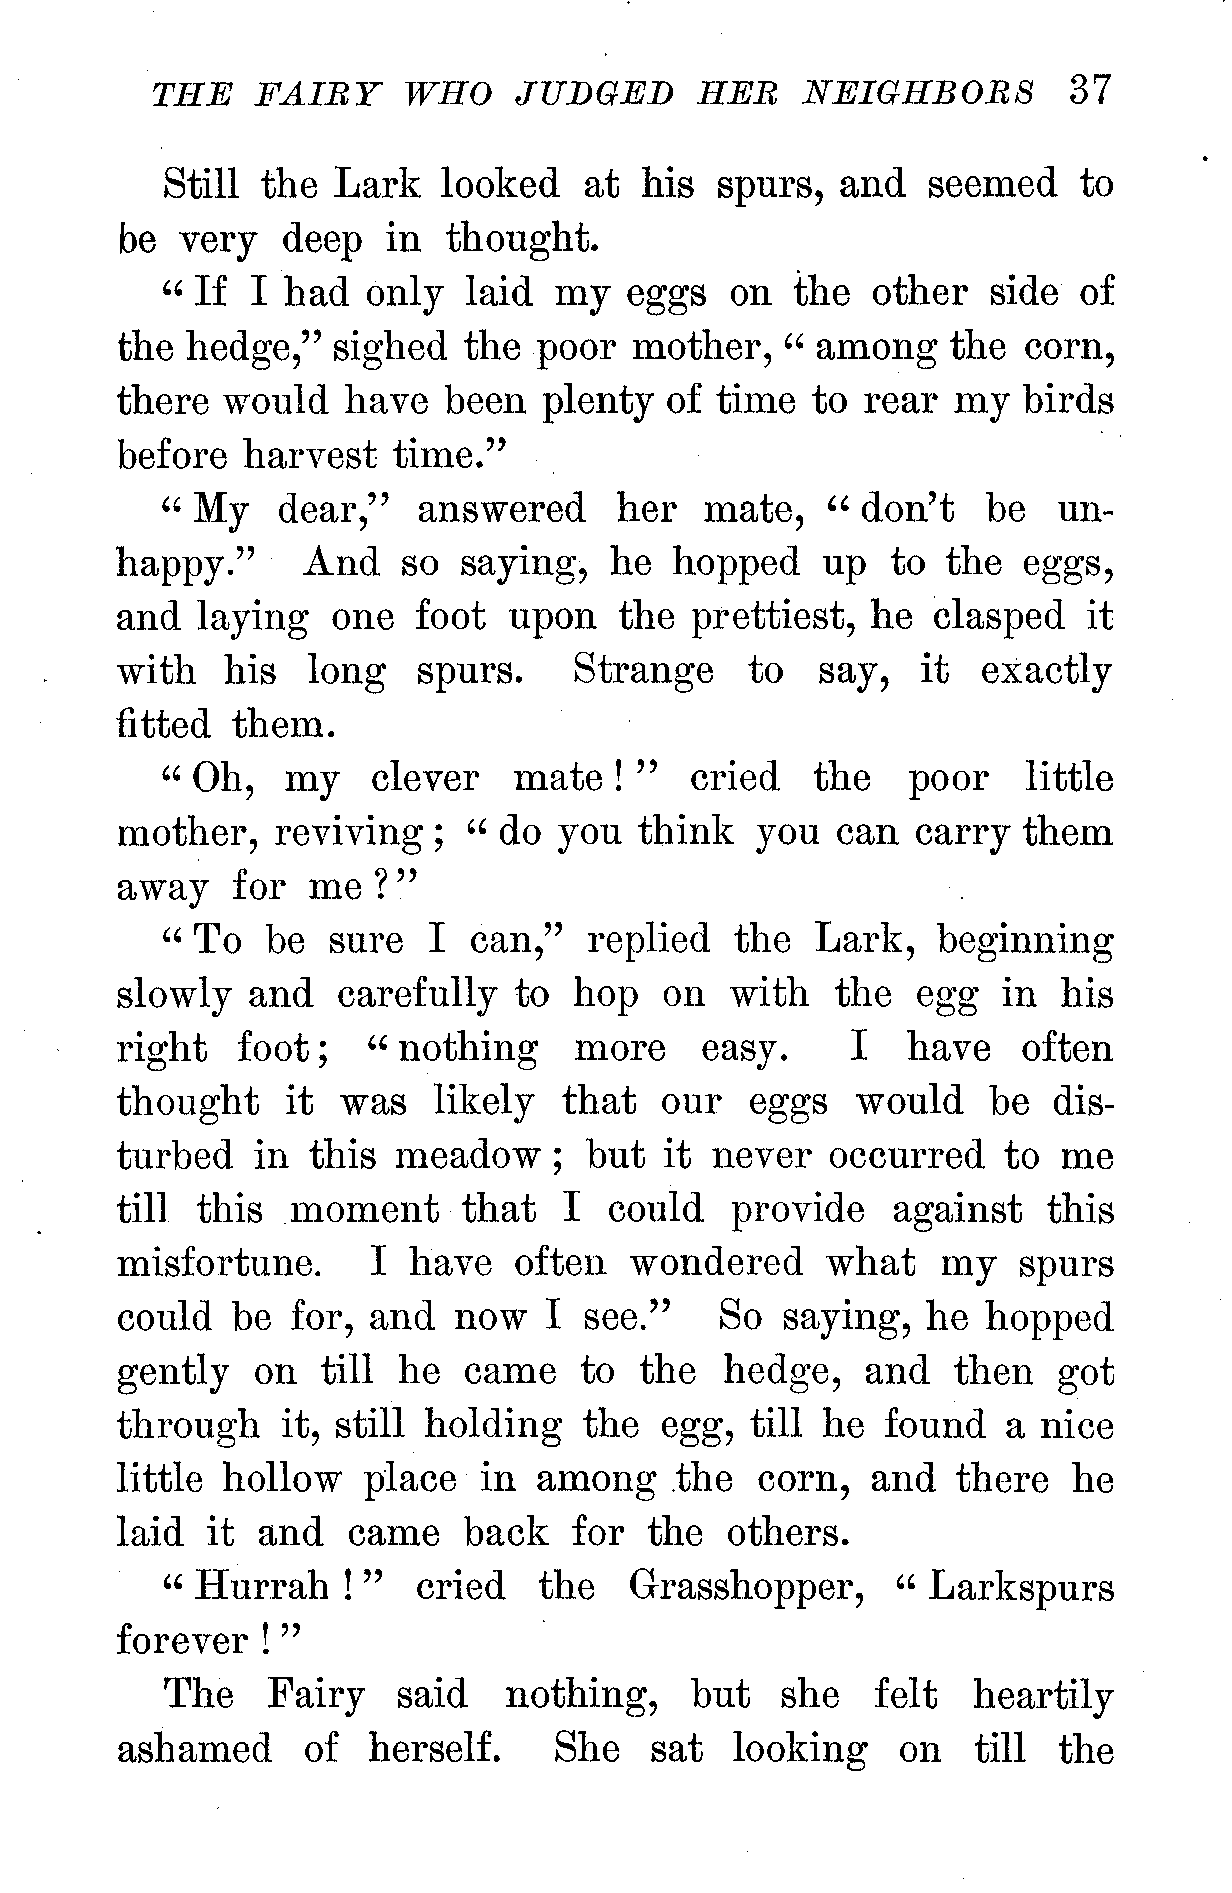 THE FAIRY WHO JUDGED HER NEIGHBORS 37
Still the Lark looked at his spurs, and seemed to
be very deep in thought.
“ If I had only laid my eggs on the other side of
the hedge,” sighed the poor mother, “ among the corn,
there would have been plenty of time to rear my birds
before harvest time.”
“ My dear,” answered her mate, “ don’t be un-
happy.” And so saying, he hopped up to the eggs,
and laying one foot upon the prettiest, he clasped it
with his long spurs. Strange to say, it exactly
fitted them.
“ Oh, my clever mate ! ” cried the poor little
mother, reviving ; “ do you think you can carry them
away for me ? ”
“ To be sure I can,” replied the Lark, beginning
slowly and carefully to hop on with the egg in his
right foot ; “ nothing more easy. I have often
thought it was likely that our eggs would be dis-
turbed in this meadow ; but it never occurred to me
till this moment that I could provide against this
misfortune. I have often wondered what my spurs
could be for, and now I see.” So saying, he hopped
gently on till he came to the hedge, and then got
through it, still holding the egg, till he found a nice
little hollow place in among the corn, and there he
laid it and came back for the others.
“ Hurrah ! ” cried the Grasshopper, “ Larkspurs
forever ! ”
The Fairy said nothing, but she felt heartily
ashamed of herself. She sat looking on till the